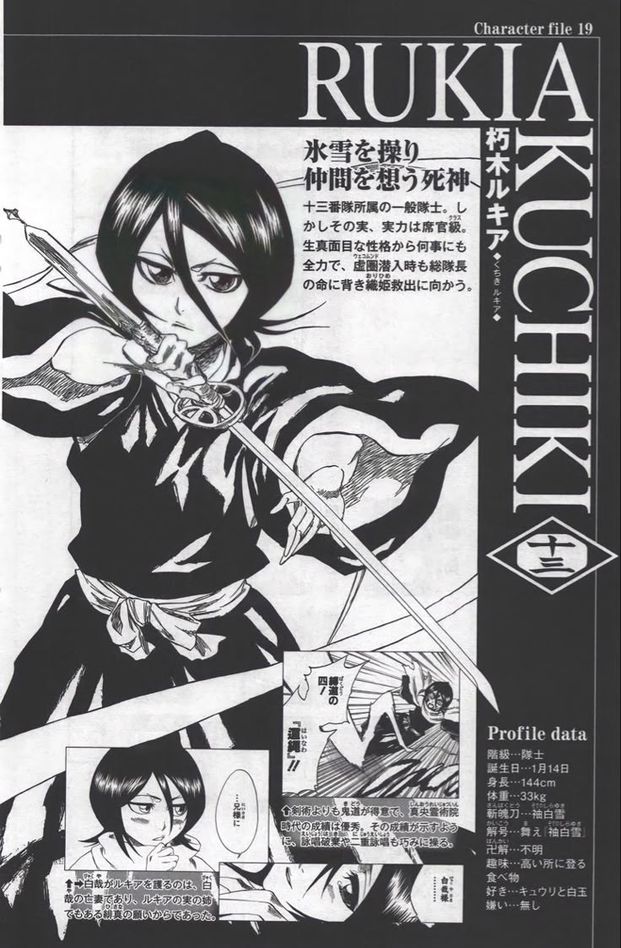 Character file 19
RUKIA
KUCHIKI
朽木ルキア
◆くちき ルキア◆
十三
氷雪を操り
仲間を想う死神
十三番隊所属の一般隊士。し
かしその実、実力は席官級。
生真面目な性格から何事にも
全力で、虚圏潜入時も総隊長
の命に背き織姫救出に向かう。
縛道の
四!
『這縄』!!
↑剣術よりも鬼道が得意で、真央霊術院
時代の成績は優秀。その成績が示すよう
に、詠唱破棄や二重詠唱も巧みに操る。
…兄様に
…白哉様
↑→白哉がルキアを護るのは、白
哉の亡妻であり、ルキアの実の姉
でもある緋真の願いからであった。
Profile data
階級…隊士
誕生日…1月14日
身長…144cm
体重…33kg
斬魄刀…袖白雪
解号…舞え『袖白雪』
卍解…不明
趣味…高い所に登る
食べ物
好き…キュウリと白玉
嫌い…無し